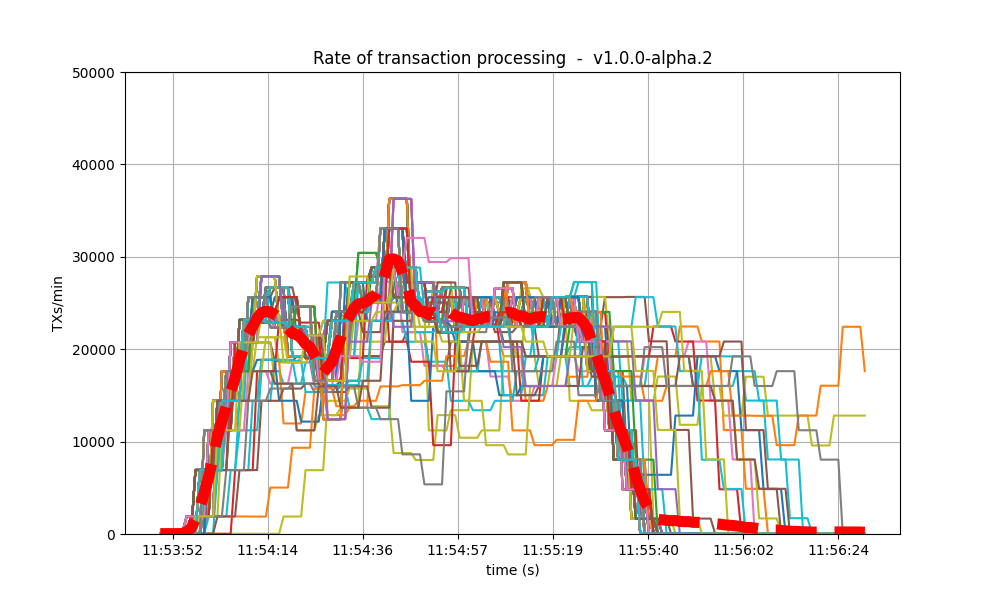 Rate of transaction processing - v1.0.0-alpha.2
50000
40000
30000
20000
10000
0
TXs/min
11:53:52 11:54:14 11:54:36 11:54:57 11:55:19 11:55:40 11:56:02 11:56:24
time (s)